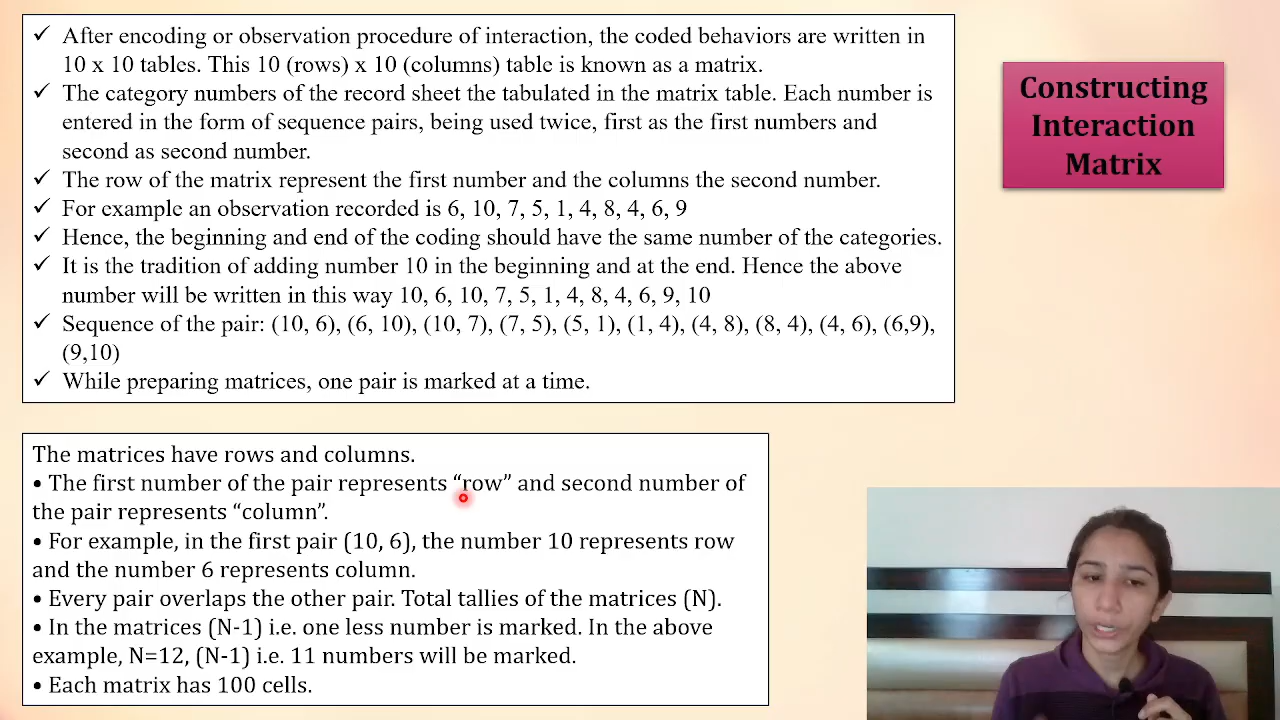 ✓ After encoding or observation procedure of interaction, the coded behaviors are written in
10 x 10 tables. This 10 (rows) x 10 (columns) table is known as a matrix.
✓ The category numbers of the record sheet the tabulated in the matrix table. Each number is
entered in the form of sequence pairs, being used twice, first as the first numbers and
second as second number.
✓ The row of the matrix represent the first number and the columns the second number.
✓ For example an observation recorded is 6, 10, 7, 5, 1, 4, 8, 4, 6, 9
✓ Hence, the beginning and end of the coding should have the same number of the categories.
✓ It is the tradition of adding number 10 in the beginning and at the end. Hence the above
number will be written in this way 10, 6, 10, 7, 5, 1, 4, 8, 4, 6, 9, 10
✓ Sequence of the pair: (10, 6), (6, 10), (10, 7), (7, 5), (5, 1), (1, 4), (4, 8), (8, 4), (4, 6), (6,9),
(9,10)
✓ While preparing matrices, one pair is marked at a time.
Constructing
Interaction
Matrix
The matrices have rows and columns.
• The first number of the pair represents “row” and second number of
the pair represents “column”.
• For example, in the first pair (10, 6), the number 10 represents row
and the number 6 represents column.
• Every pair overlaps the other pair. Total tallies of the matrices (N).
• In the matrices (N-1) i.e. one less number is marked. In the above
example, N=12, (N-1) i.e. 11 numbers will be marked.
• Each matrix has 100 cells.